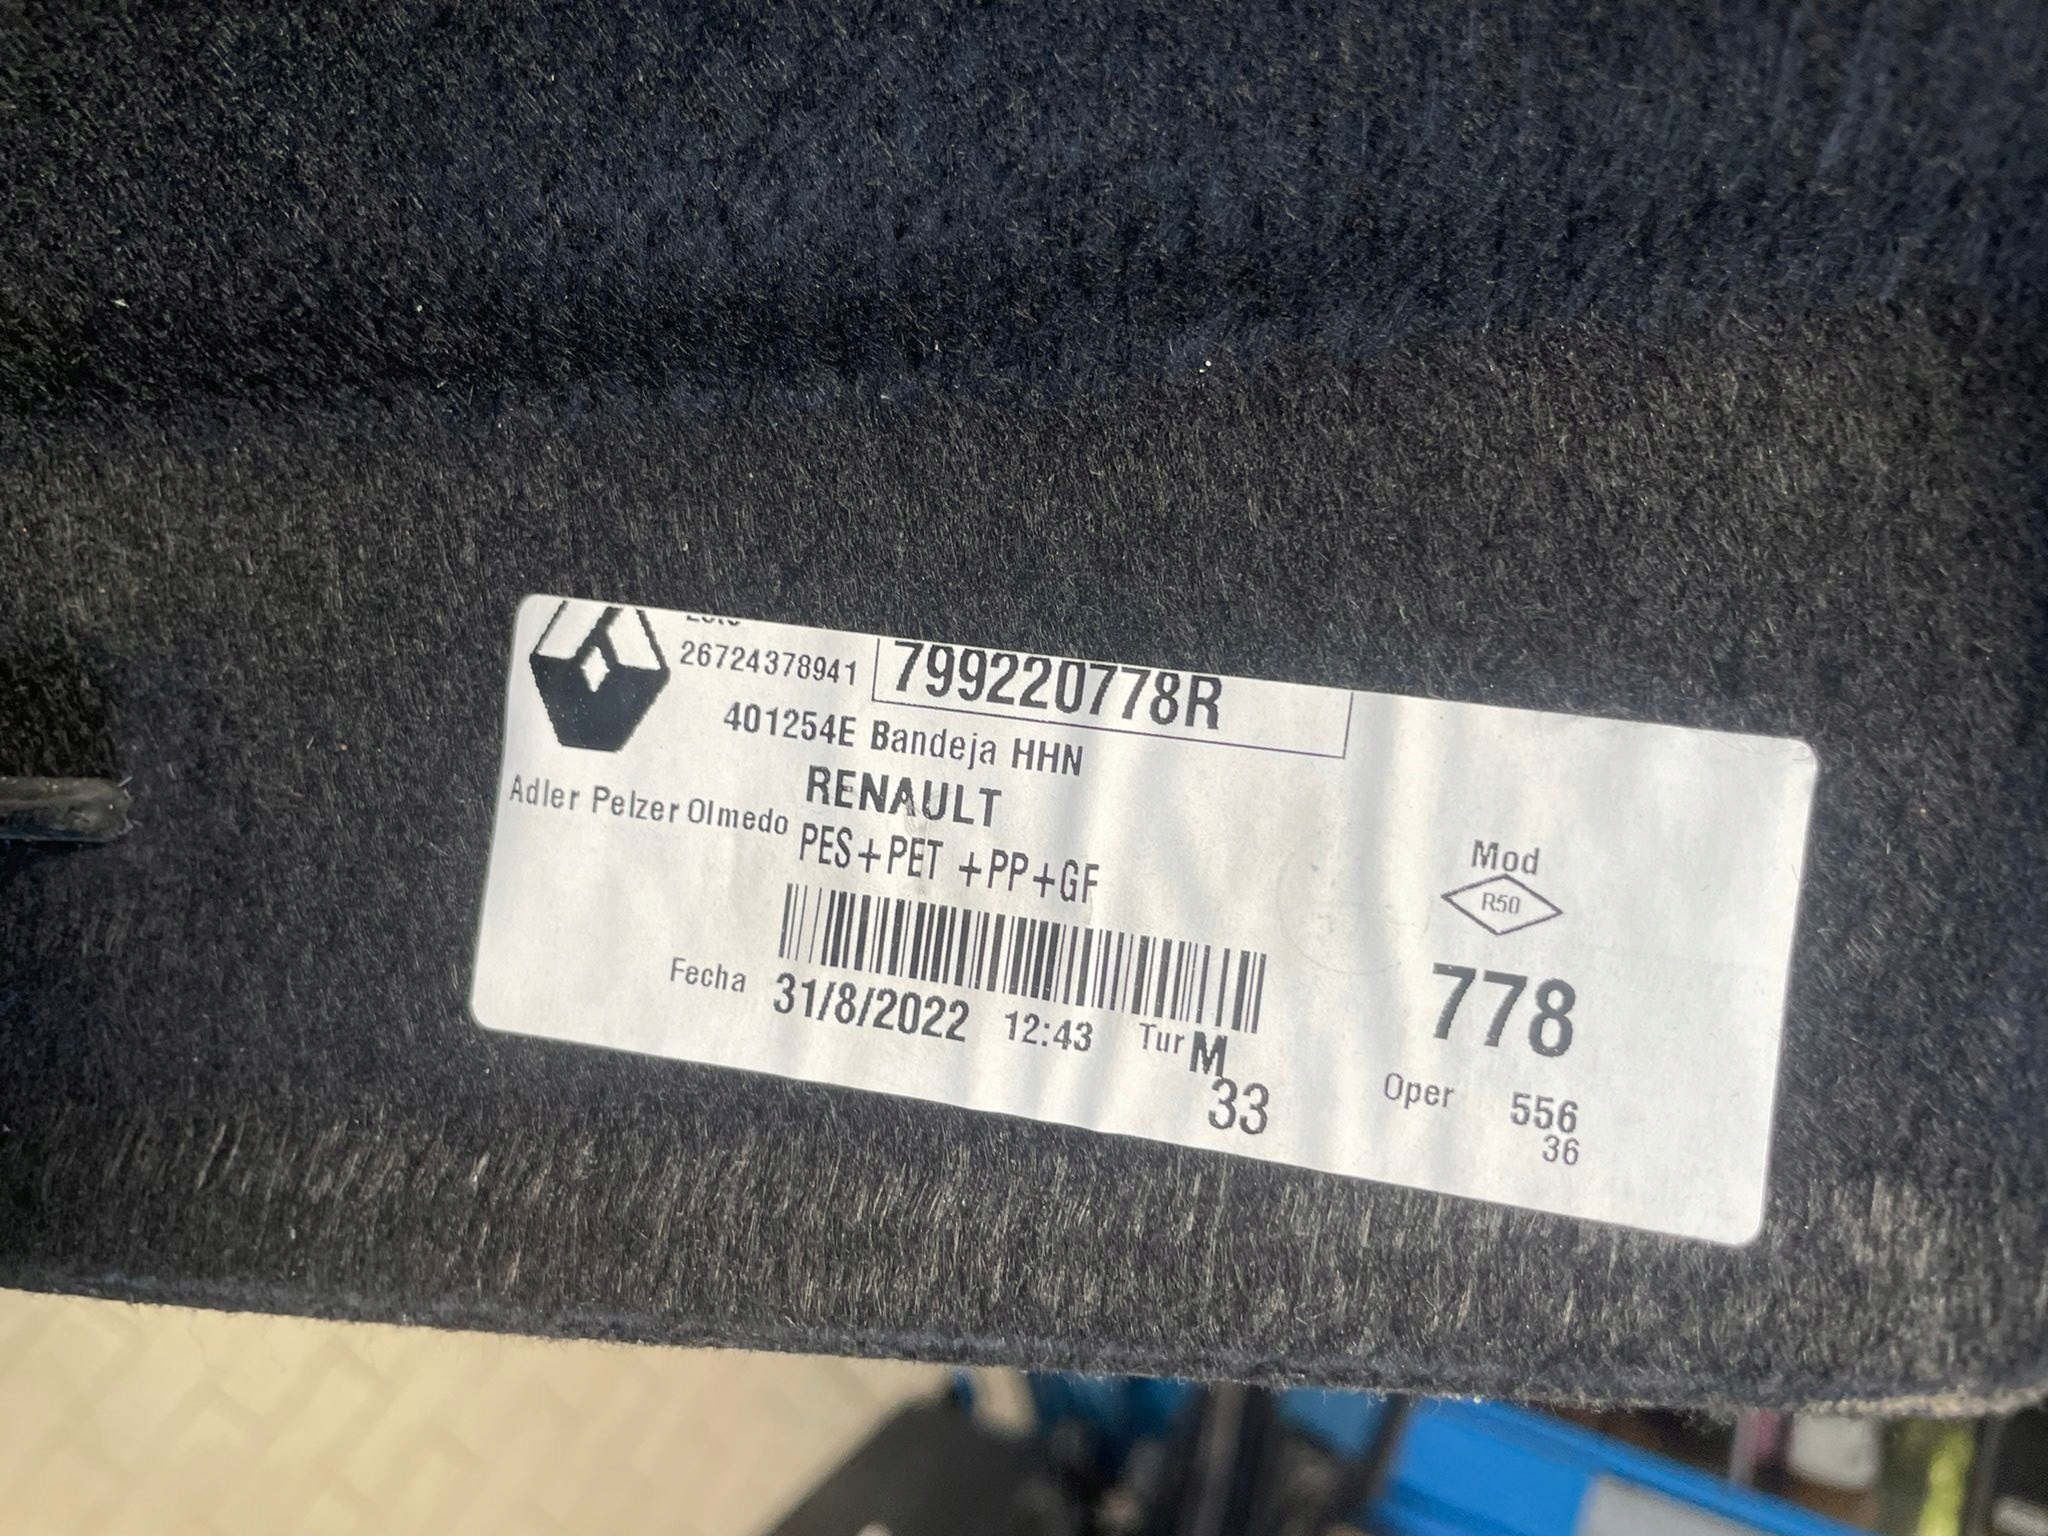 26724378941 799220778R
401254E Bandeja HHN
RENAULT
Adler Pelzer Olmedo
PES+PET +PP+GF
Mod
R50
778
Fecha 31/8/2022 12:43 Tur M
33
Oper 556
36